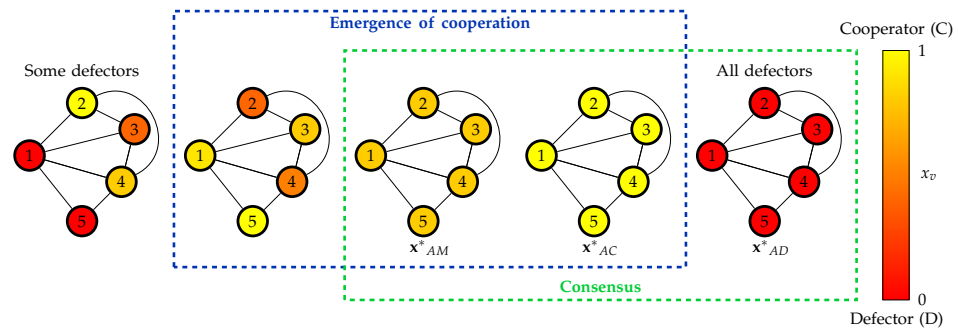 Emergence of cooperation
Cooperator (C)
Some defectors
All defectors
1
2
3
1
4
5
2
3
1
4
5
2
3
1
4
5
2
3
1
4
5
2
3
1
4
5
x_v
x*_AM
x*_AC
x*_AD
Consensus
0
Defector (D)